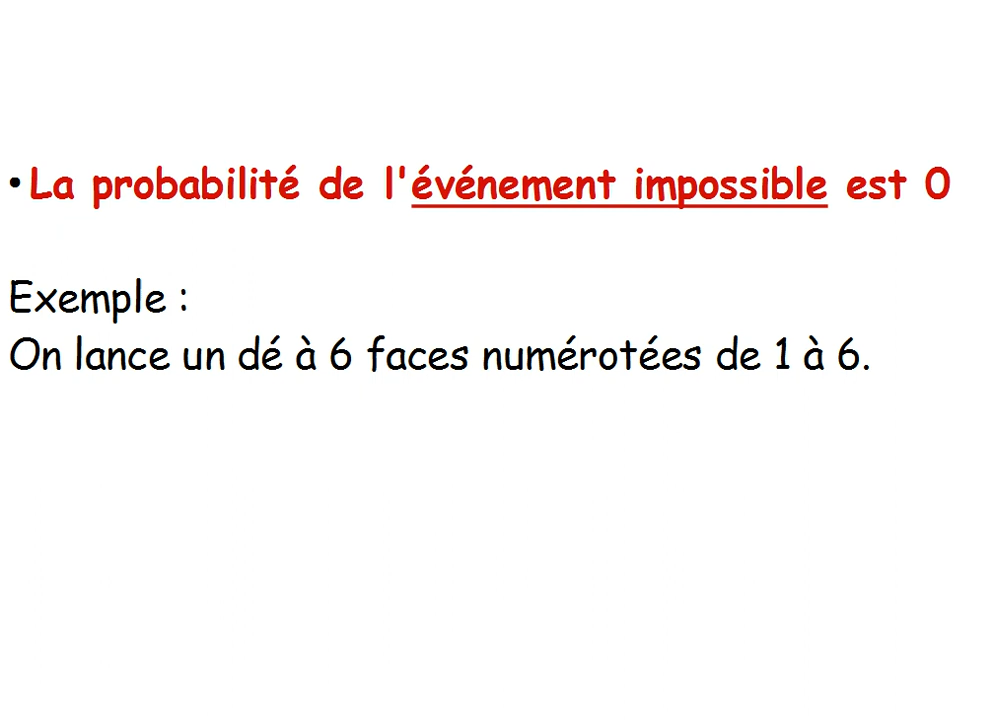 •La probabilité de l'événement impossible est 0
Exemple :
On lance un dé à 6 faces numérotées de 1 à 6.